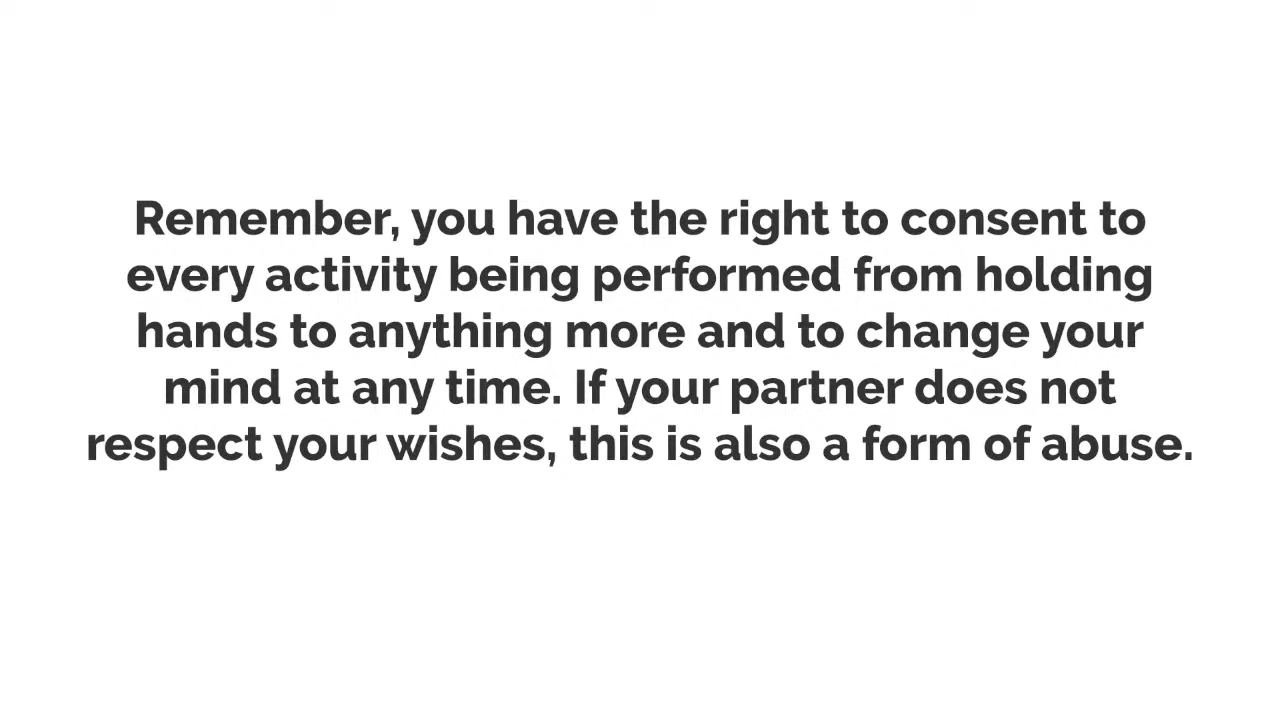 Remember, you have the right to consent to
every activity being performed from holding
hands to anything more and to change your
mind at any time. If your partner does not
respect your wishes, this is also a form of abuse.